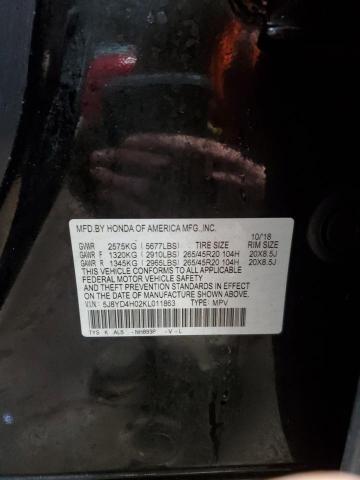 MFD.BY HONDA OF AMERICA MFG.,INC.
10/18
GVWR 2575KG (5677LBS) TIRE SIZE RIM SIZE
GAWR F 1320KG (2910LBS) 265/45R20 104H 20X8.5J
GAWR R 1345KG (2965LBS) 265/45R20 104H 20X8.5J
THIS VEHICLE CONFORMS TO ALL APPLICABLE
FEDERAL MOTOR VEHICLE SAFETY
AND THEFT PREVENTION STANDARDS IN EFFECT
ON THE DATE OF MANUFACTURE SHOWN ABOVE.
V.I.N.: 5J8YD4H02KL011863 TYPE: MPV
TYS K AL5 -NH893P -V-L